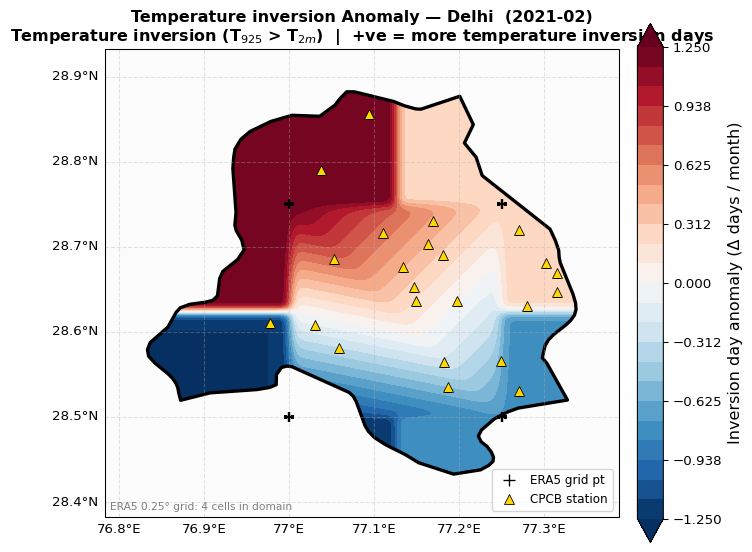 Temperature inversion Anomaly — Delhi (2021-02)
Temperature inversion (T925 > T2m) | +ve = more temperature inversion days
28.9°N
28.8°N
28.7°N
28.6°N
28.5°N
28.4°N
76.8°E
76.9°E
77°E
77.1°E
77.2°E
77.3°E
ERA5 grid pt
CPCB station
ERA5 0.25° grid: 4 cells in domain
1.250
0.938
0.625
0.312
0.000
−0.312
−0.625
−0.938
−1.250
Inversion day anomaly (Δ days / month)